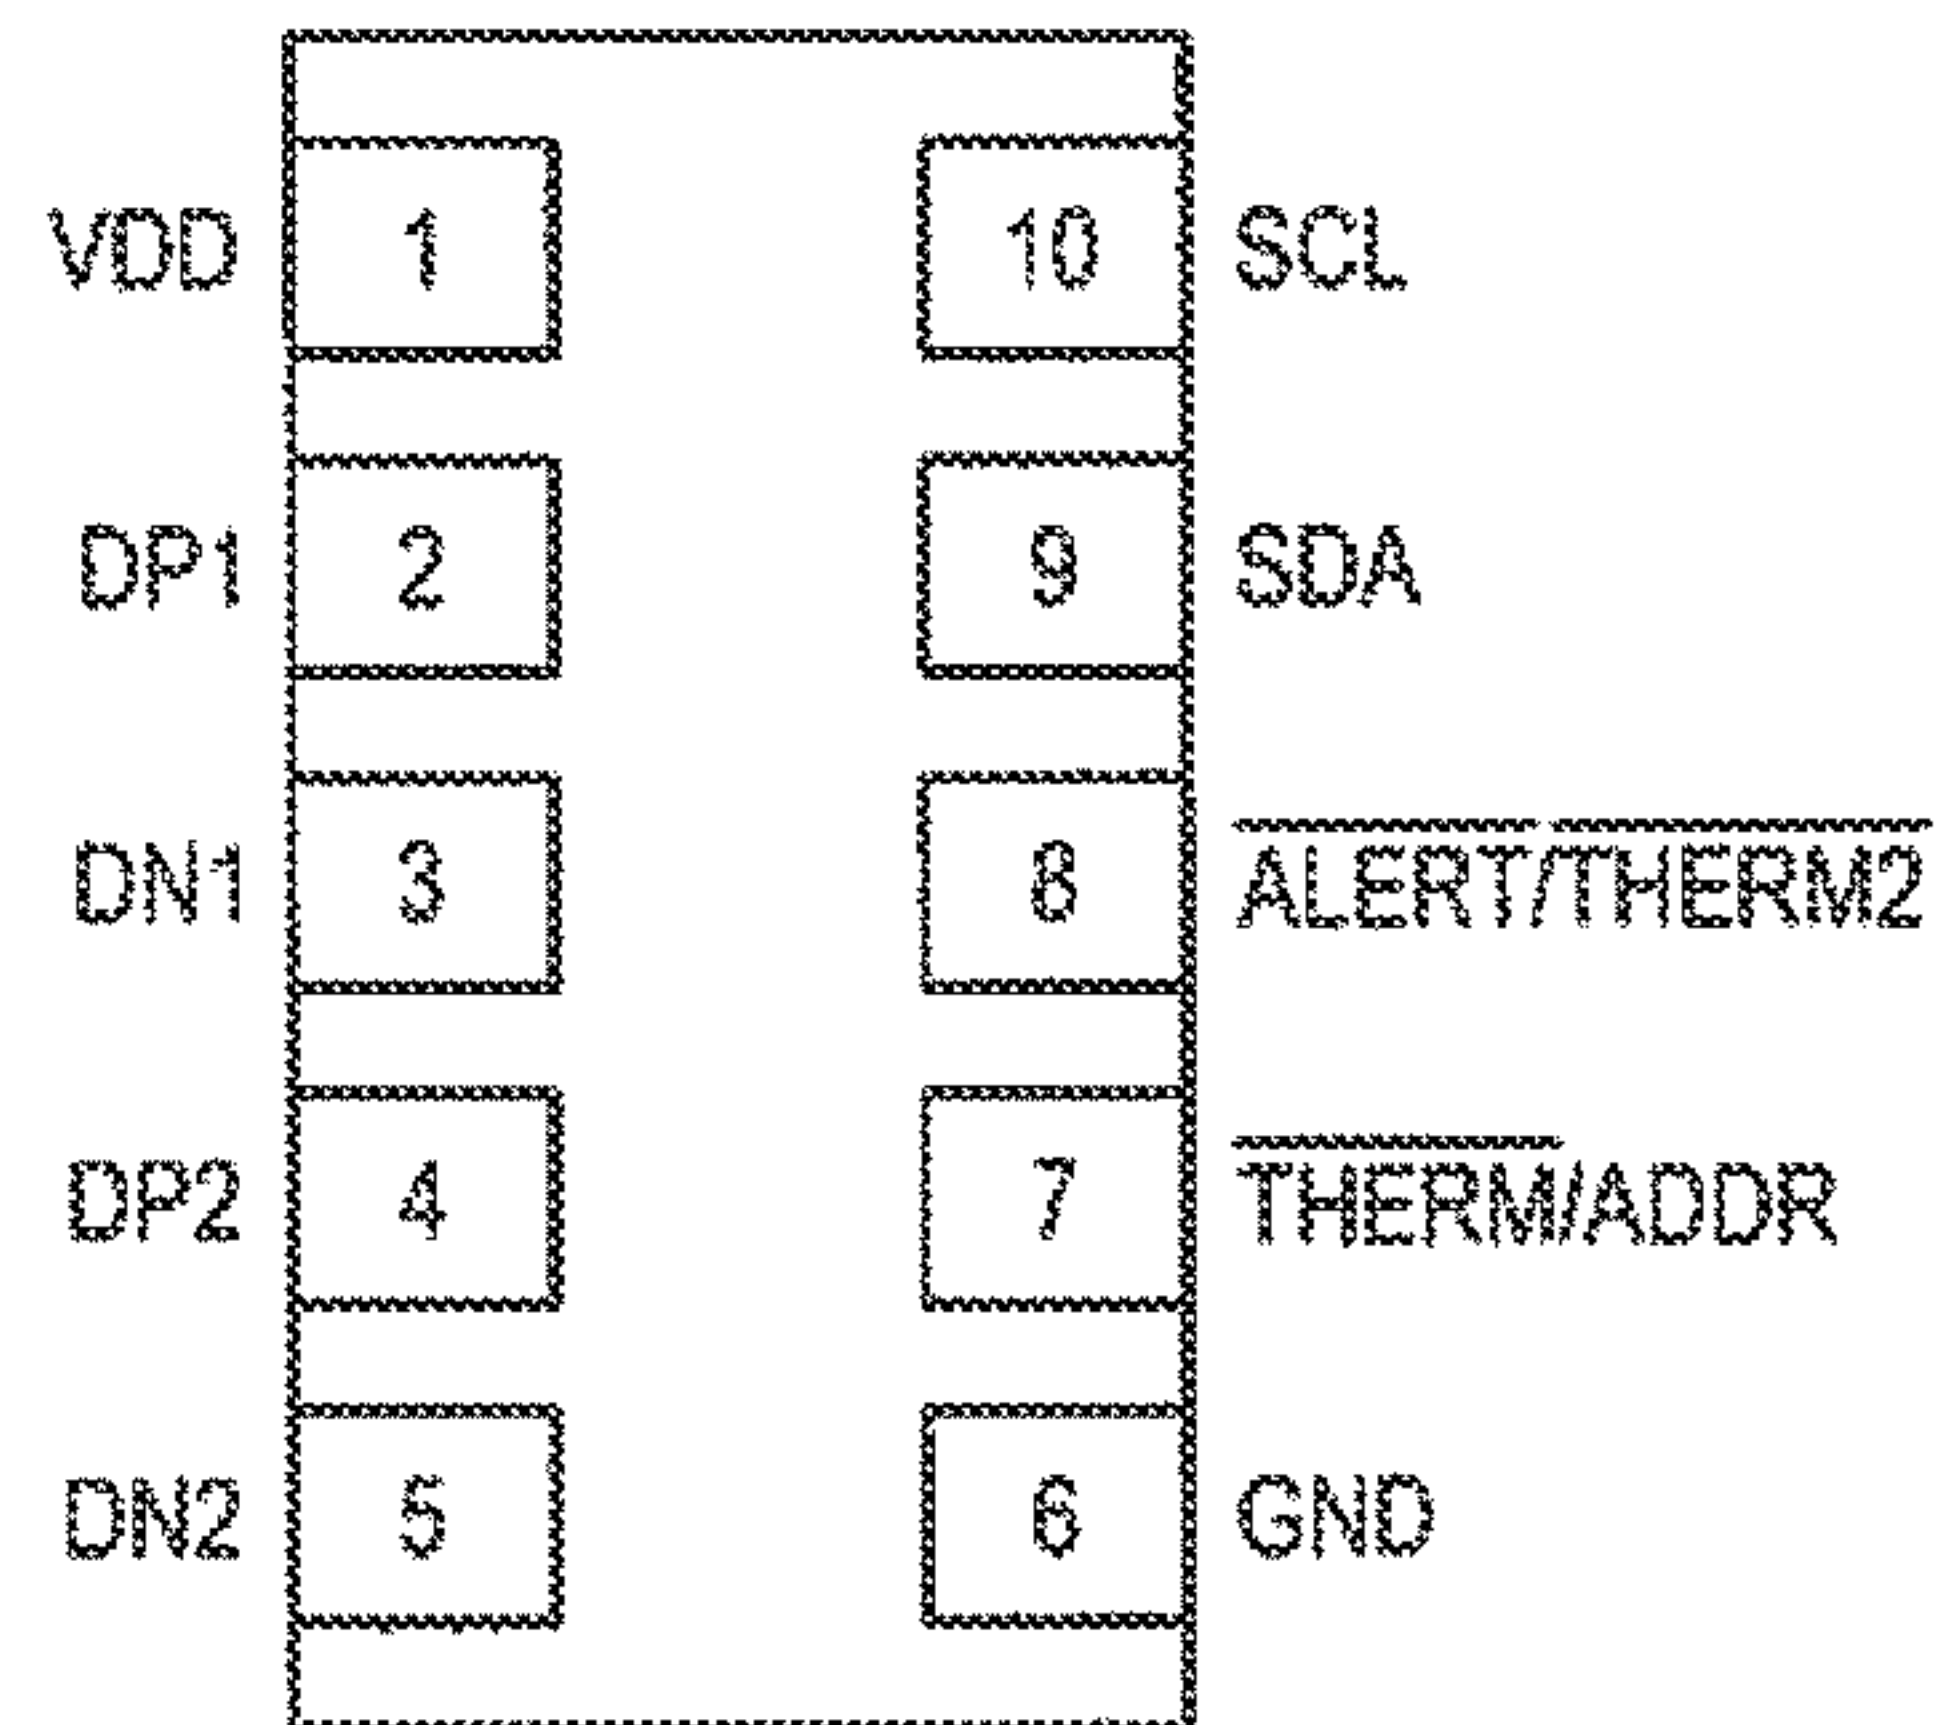 VDD 1 10 SCL
DP1 2 9 SDA
DN1 3 8 ALERT/THERM2
DP2 4 7 THERM/ADDR
DN2 5 6 GND